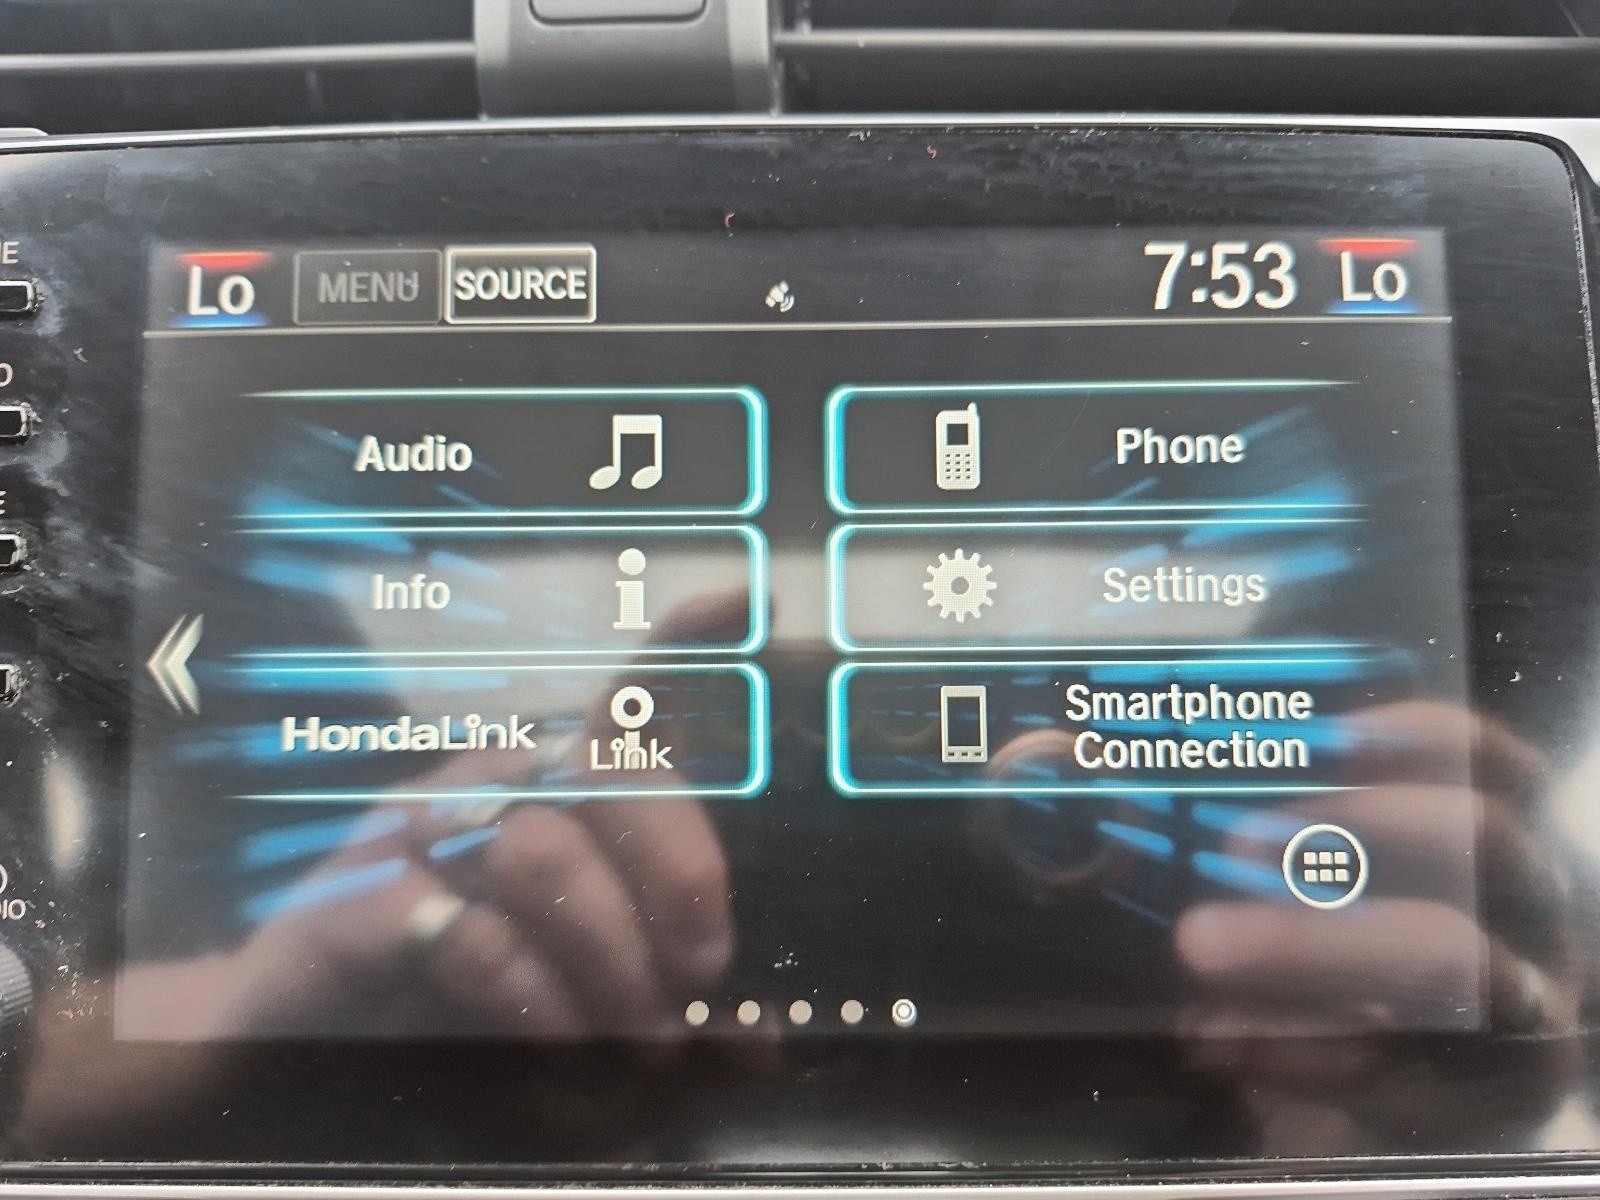 Lo MENU SOURCE 7:53 Lo
Audio
Phone
Info
Settings
HondaLink
Link
Smartphone
Connection